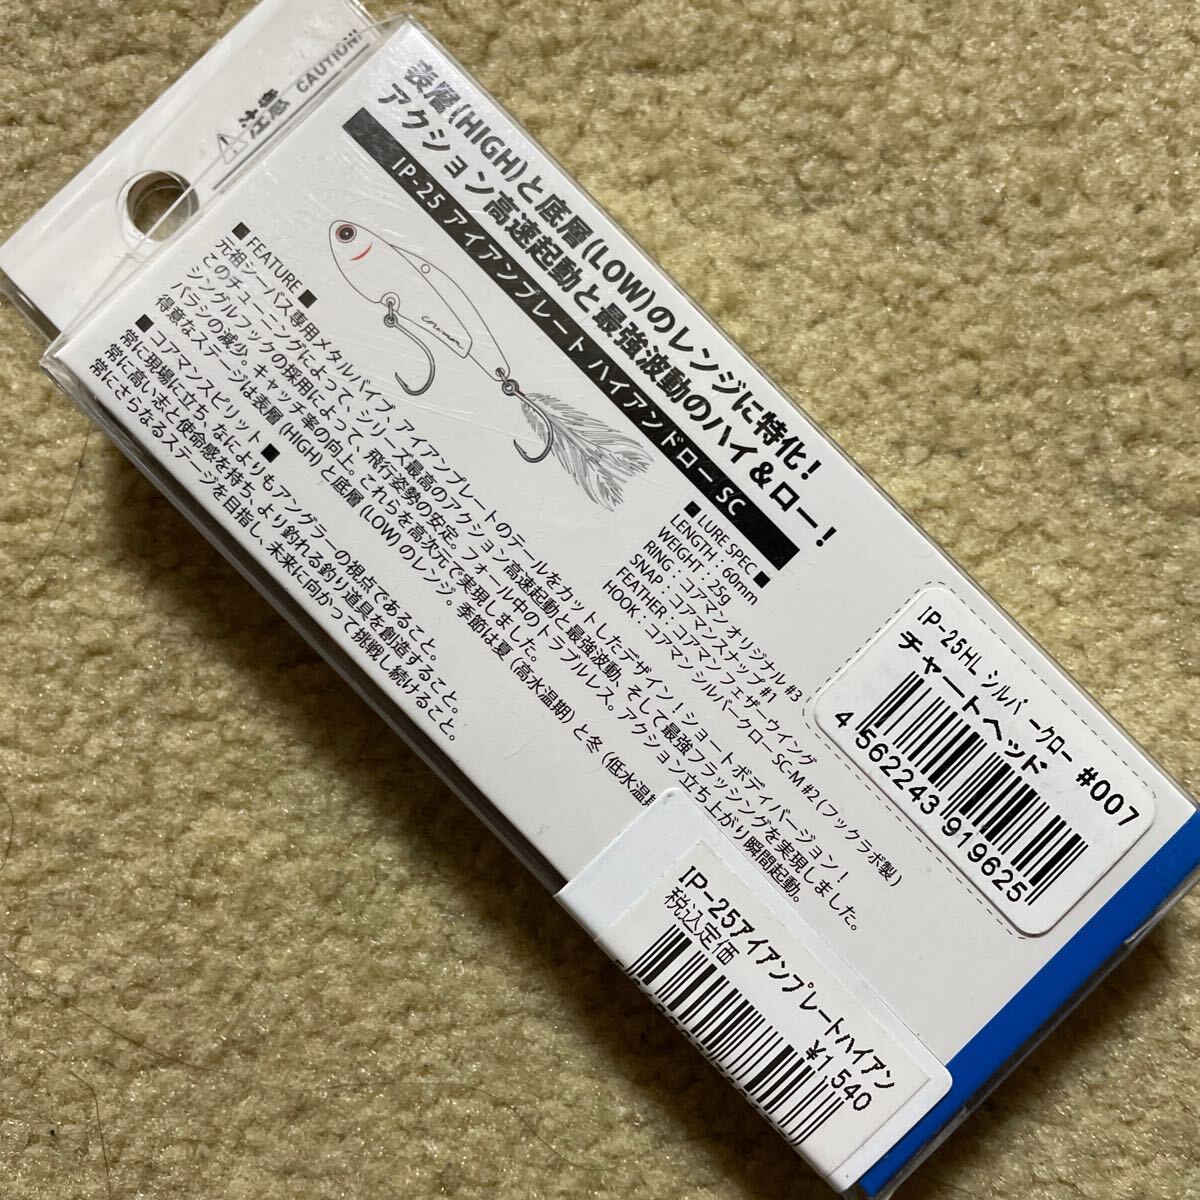 注意 CAUTION!
表層(HIGH)と底層(LOW)のレンジに特化！
アクション高速起動と最強波動のハイ＆ロー！
IP-25 アイアンプレート ハイアンドロー SC
coreman
■ FEATURE ■
元祖シーバス専用メタルバイブ、アイアンプレートのテールをカットしたデザイン！ショートボディバージョン！
このチューニングによって、シリーズ最高のアクション高速起動と最強波動、そして最強フラッシングを実現しました。
シングルフックの採用によって、飛行姿勢の安定。フォール中のトラブルレス。アクション立ち上がり瞬間起動。
バラシの減少。キャッチ率の向上。これらを高次元で実現しました。
得意なステージは表層(HIGH)と底層(LOW)のレンジ。季節は夏(高水温期)と冬(低水温
■ コアマンスピリット ■
常に現場に立ち、なによりもアングラーの視点であること。
常に高い志と使命感を持ち、より釣れる釣り道具を創造すること。
常にさらなるステージを目指し、未来に向かって挑戦し続けること。
■ LURE SPEC ■
LENGTH：60mm
WEIGHT：25g
RING：コアマンオリジナル #3
SNAP：コアマンスナップ #1
FEATHER：コアマンフェザーウイング
HOOK：コアマンシルバークロー SC-M #2(フックラボ製)
IP-25HL シルバークロー #007
チャートヘッド
4 562243 919625
IP-25アイアンプレートハイアン
税込定価 ¥1540